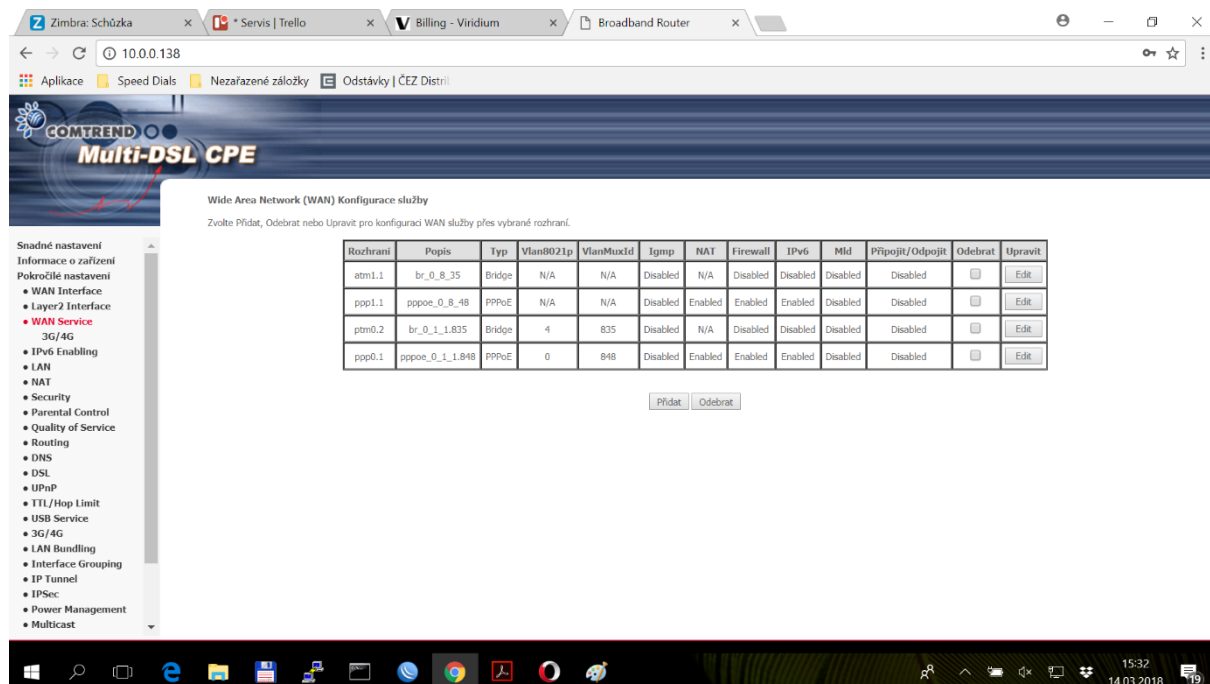 Zimbra: Schůzka
* Servis | Trello
Billing - Viridium
Broadband Router
10.0.0.138
Aplikace Speed Dials Nezařazené záložky Odstávky | ČEZ Distri
COMTREND
Multi-DSL CPE
Wide Area Network (WAN) Konfigurace služby
Zvolte Přidat, Odebrat nebo Upravit pro konfiguraci WAN služby přes vybrané rozhraní.
Rozhraní Popis Typ Vlan8021p VlanMuxId Igmp NAT Firewall IPv6 Mld Připojit/Odpojit Odebrat Upravit
atm1.1 br_0_8_35 Bridge N/A N/A Disabled N/A Disabled Disabled Disabled Disabled Edit
ppp1.1 pppoe_0_8_48 PPPoE N/A N/A Disabled Enabled Enabled Enabled Disabled Disabled Edit
ptm0.2 br_0_1_1.835 Bridge 4 835 Disabled N/A Disabled Disabled Disabled Disabled Edit
ppp0.1 pppoe_0_1_1.848 PPPoE 0 848 Disabled Enabled Enabled Enabled Disabled Disabled Edit
Přidat Odebrat
Snadné nastavení
Informace o zařízení
Pokročilé nastavení
• WAN Interface
• Layer2 Interface
• WAN Service
3G/4G
• IPv6 Enabling
• LAN
• NAT
• Security
• Parental Control
• Quality of Service
• Routing
• DNS
• DSL
• UPnP
• TTL/Hop Limit
• USB Service
• 3G/4G
• LAN Bundling
• Interface Grouping
• IP Tunnel
• IPSec
• Power Management
• Multicast
15:32
14.03.2018
19